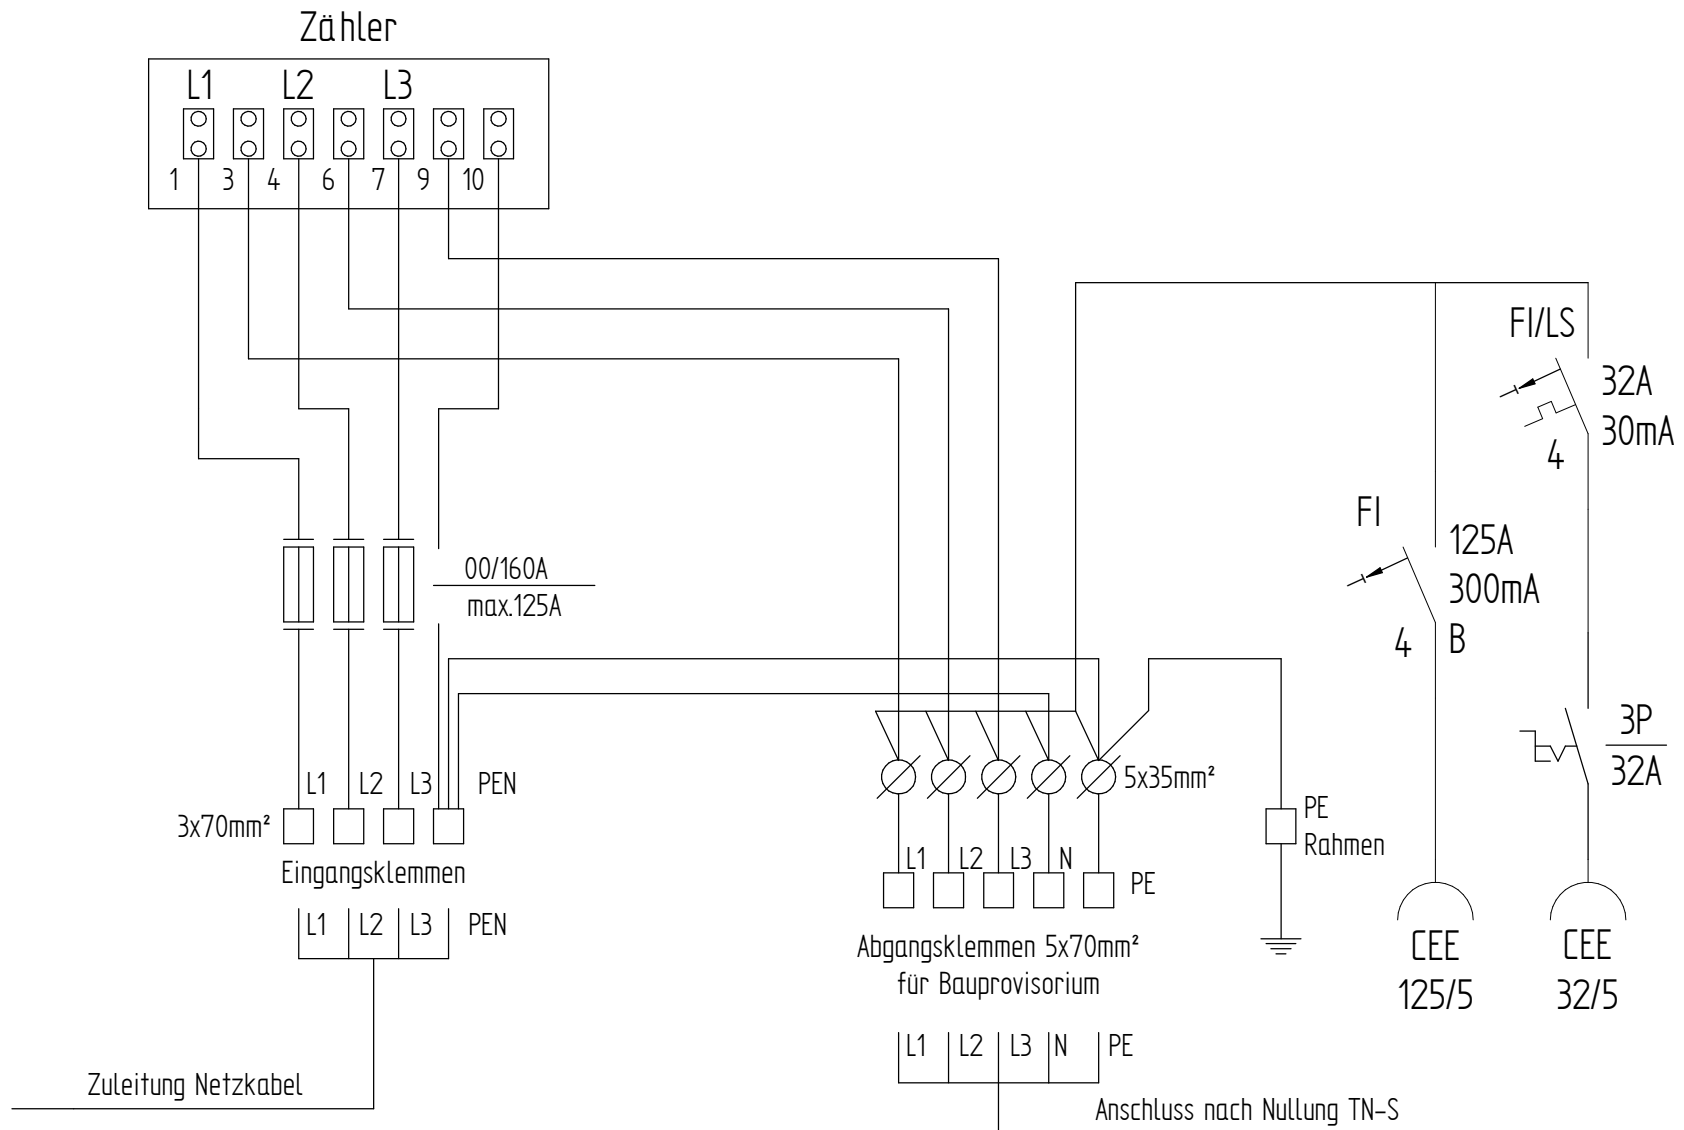 Zähler
L1 L2 L3
1 3 4 6 7 9 10
FI/LS
32A
30mA
4
FI
125A
300mA
4 B
00/160A
max.125A
3P
32A
L1 L2 L3 PEN
3x70mm²
Eingangsklemmen
L1 L2 L3 PEN
Zuleitung Netzkabel
5x35mm²
L1 L2 L3 N PE
Abgangsklemmen 5x70mm²
für Bauprovisorium
L1 L2 L3 N PE
Anschluss nach Nullung TN-S
PE
Rahmen
CEE
125/5
CEE
32/5